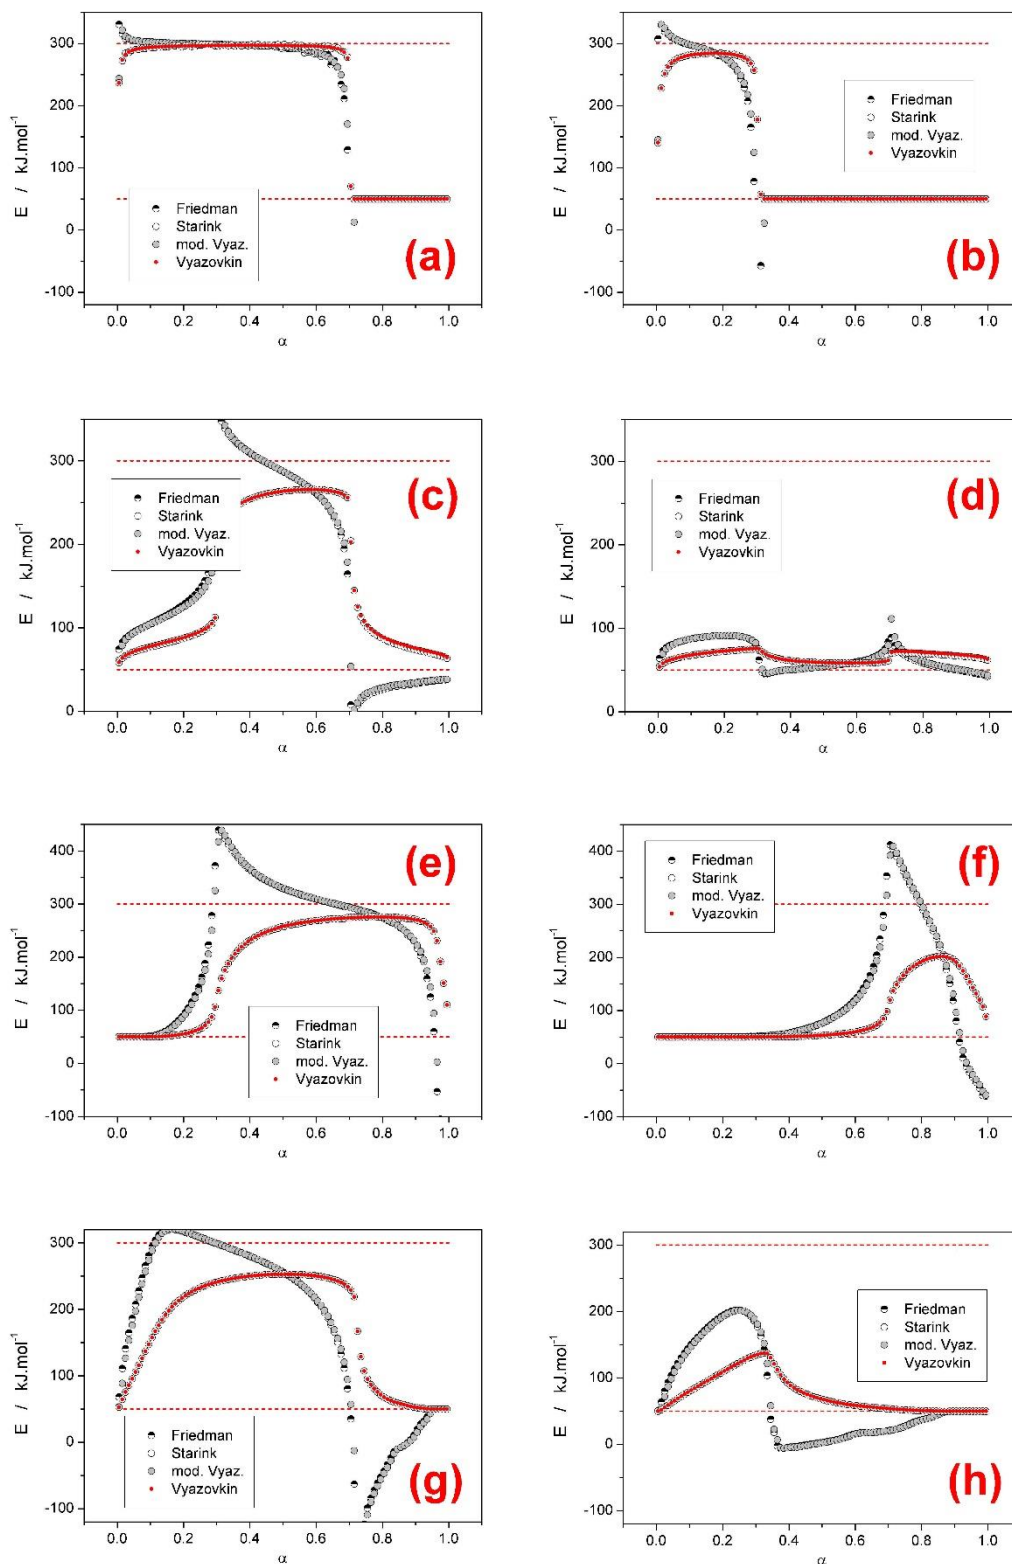 300
200
100
0
-100
E / kJ.mol⁻¹
Friedman
Starink
mod. Vyaz.
Vyazovkin
(a)
0.0 0.2 0.4 0.6 0.8 1.0
α
300
200
100
0
-100
E / kJ.mol⁻¹
Friedman
Starink
mod. Vyaz.
Vyazovkin
(b)
0.0 0.2 0.4 0.6 0.8 1.0
α
300
200
100
0
E / kJ.mol⁻¹
Friedman
Starink
mod. Vyaz.
Vyazovkin
(c)
0.0 0.2 0.4 0.6 0.8 1.0
α
300
200
100
0
E / kJ.mol⁻¹
Friedman
Starink
mod. Vyaz.
Vyazovkin
(d)
0.0 0.2 0.4 0.6 0.8 1.0
α
400
300
200
100
0
-100
E / kJ.mol⁻¹
(e)
Friedman
Starink
mod. Vyaz.
Vyazovkin
0.0 0.2 0.4 0.6 0.8 1.0
α
400
300
200
100
0
-100
E / kJ.mol⁻¹
Friedman
Starink
mod. Vyaz.
Vyazovkin
(f)
0.0 0.2 0.4 0.6 0.8 1.0
α
300
200
100
0
-100
E / kJ.mol⁻¹
Friedman
Starink
mod. Vyaz.
Vyazovkin
(g)
0.0 0.2 0.4 0.6 0.8 1.0
α
300
200
100
0
-100
E / kJ.mol⁻¹
Friedman
Starink
mod. Vyaz.
Vyazovkin
(h)
0.0 0.2 0.4 0.6 0.8 1.0
α